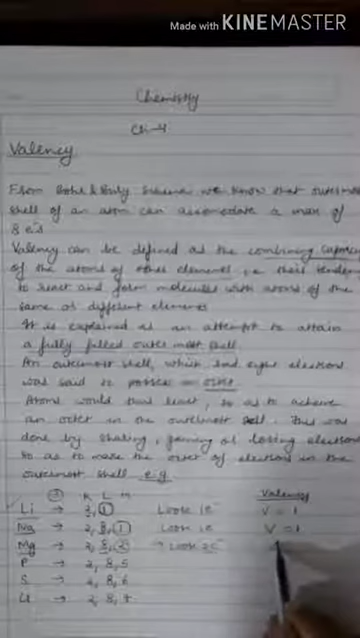 Made with KINEMASTER
Chemistry
Ch-4
Valency
From Bohr & Bury Scheme we know that outermost
shell of an atom can accomodate a max of
8 e⁻s
Valency can be defined as the combining capacity
of the atoms of other elements, i.e their tendency
to react and form molecules with atoms of the
same or different elements
It is explained as an attempt to attain
a fully filled outer most shell.
An outermost shell, which had eight electrons
was said to posses an octet
Atoms would thus react, so as to achieve
an octet in the outermost shell. This was
done by sharing, gaining or losing electrons
so as to make the octet of electrons in the
outermost shell e.g
K L M Valency
Li → 2, 1 Loose 1e⁻ V = 1
Na → 2, 8, 1 Loose 1e V = 1
Mg → 2, 8, 2 → Loose 2e⁻
P → 2, 8, 5
S → 2, 8, 6
Cl → 2, 8, 7